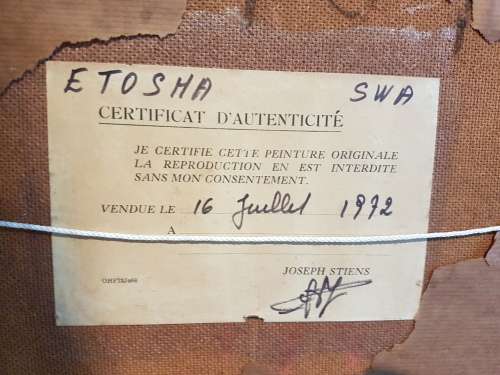 ETOSHA SWA
CERTIFICAT D'AUTENTICITÉ
JE CERTIFIE CETTE PEINTURE ORIGINALE
LA REPRODUCTION EN EST INTERDITE
SANS MON CONSENTEMENT.
VENDUE LE 16 Juillet 1992
A
JOSEPH STIENS